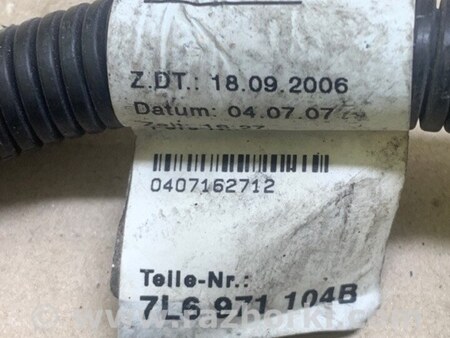 Z.DT.: 18.09.2006
Datum: 04.07.07
0407162712
Teile-Nr.:
7L6 971 104B